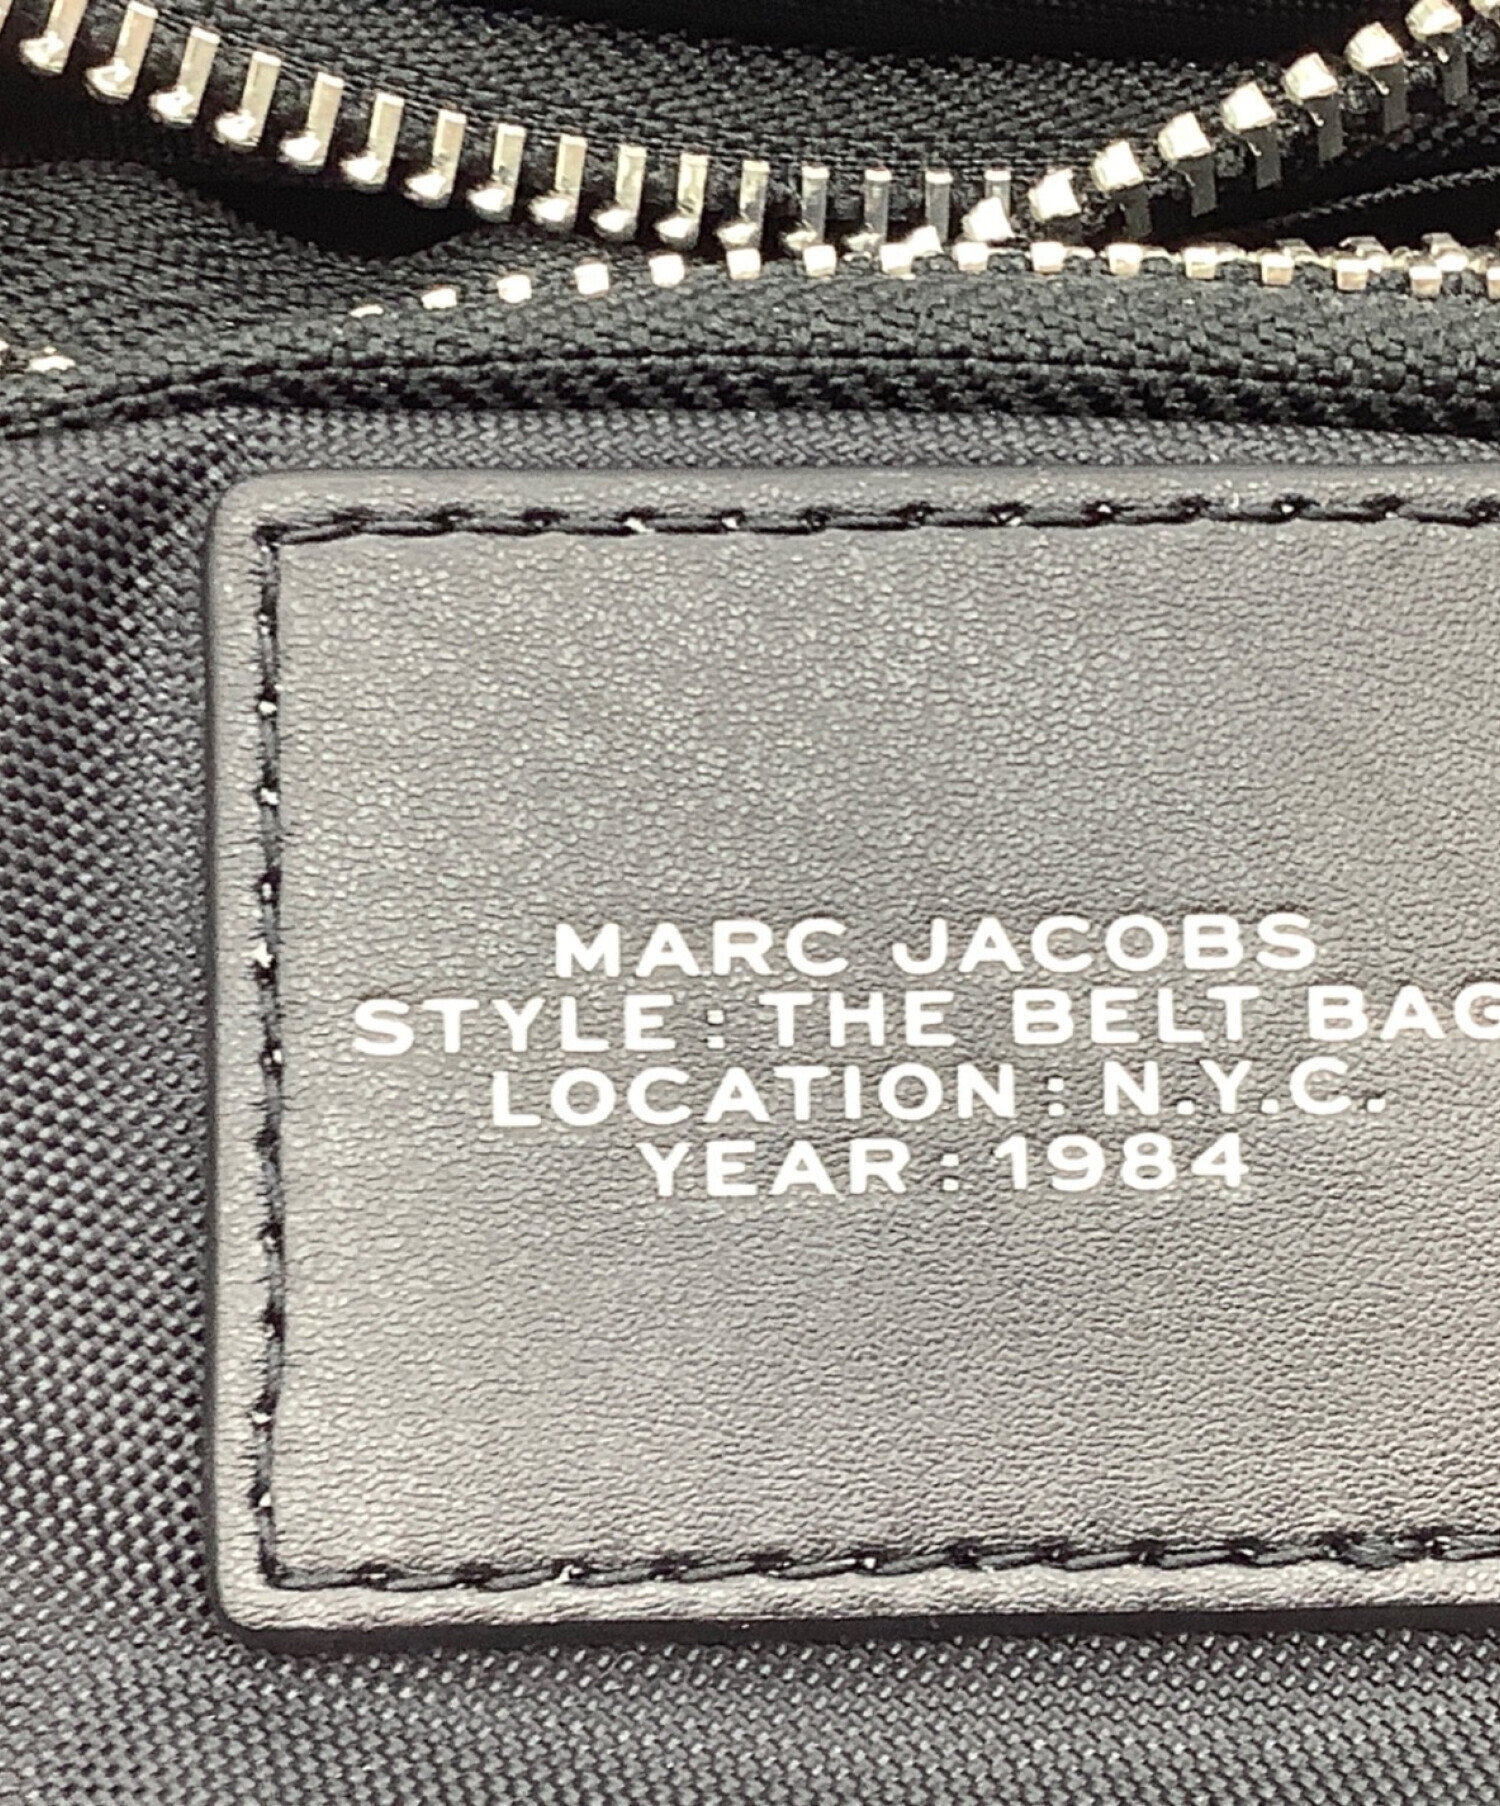 MARC JACOBS
STYLE : THE BELT BAG
LOCATION : N.Y.C.
YEAR : 1984